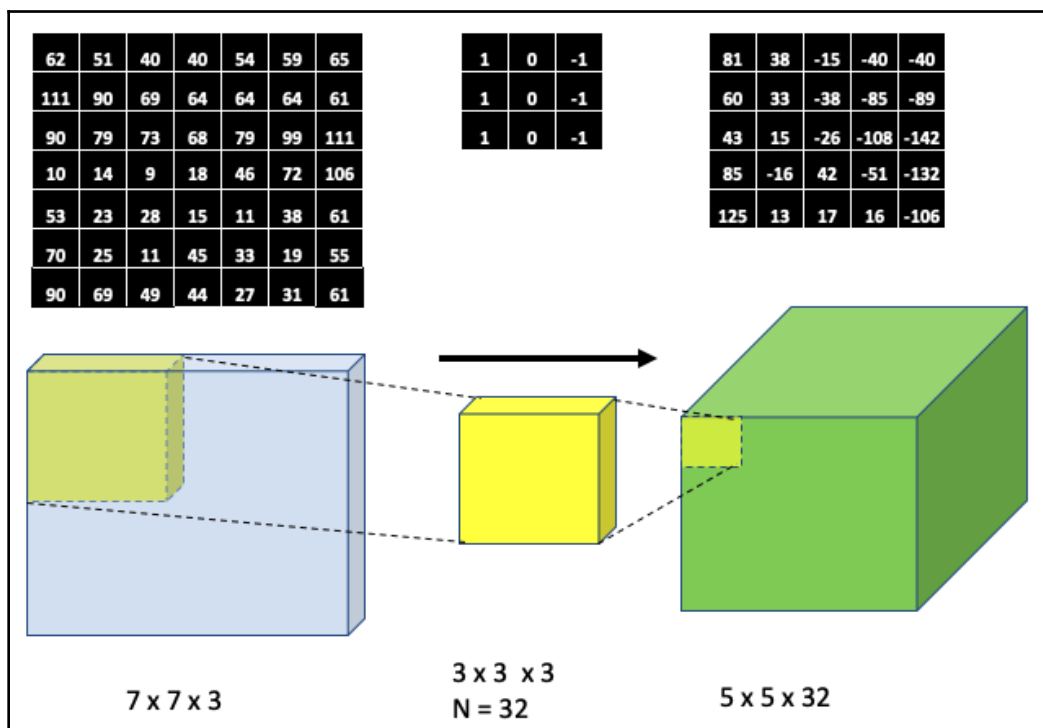 62 51 40 40 54 59 65
111 90 69 64 64 64 61
90 79 73 68 79 99 111
10 14 9 18 46 72 106
53 23 28 15 11 38 61
70 25 11 45 33 19 55
90 69 49 44 27 31 61
1 0 -1
1 0 -1
1 0 -1
81 38 -15 -40 -40
60 33 -38 -85 -89
43 15 -26 -108 -142
85 -16 42 -51 -132
125 13 17 16 -106
7 x 7 x 3
3 x 3 x 3
N = 32
5 x 5 x 32